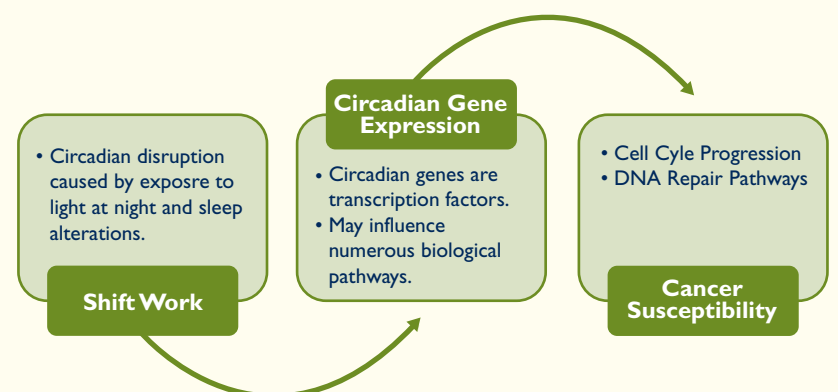 • Circadian disruption
caused by exposre to
light at night and sleep
alterations.
Shift Work
Circadian Gene
Expression
• Circadian genes are
transcription factors.
• May influence
numerous biological
pathways.
• Cell Cyle Progression
• DNA Repair Pathways
Cancer
Susceptibility